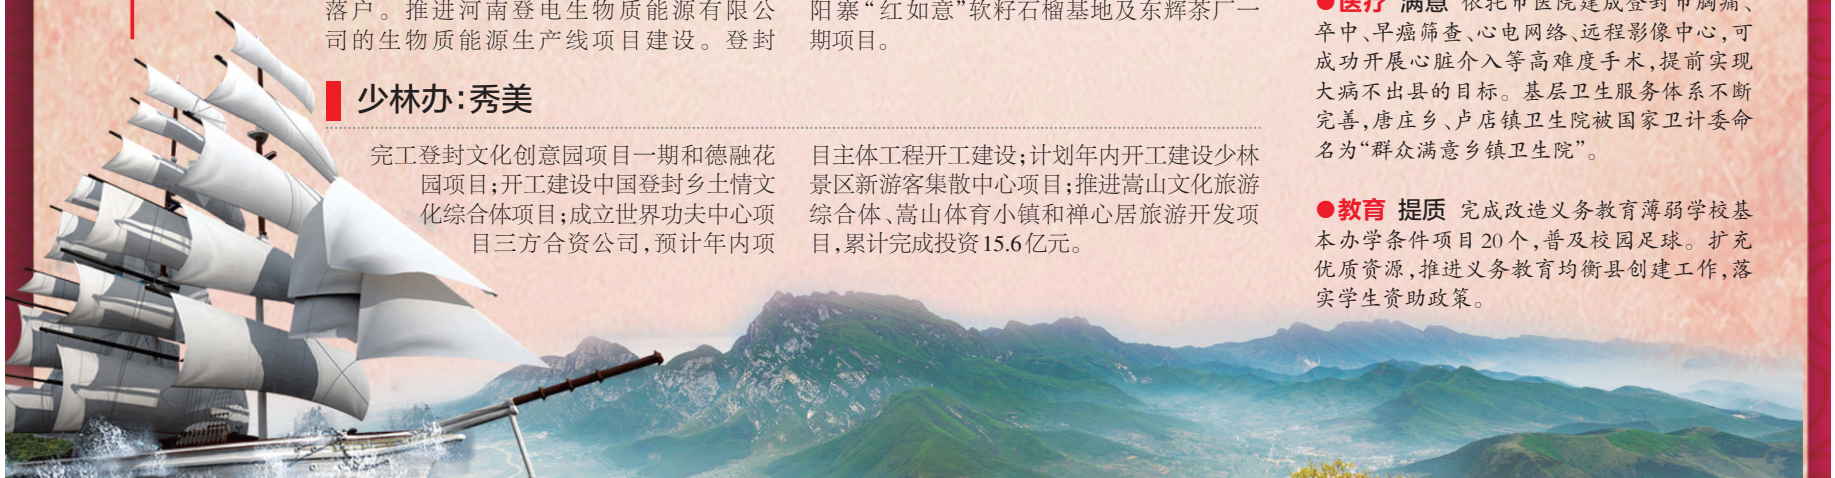 落户。推进河南登电生物质能源有限公
司的生物质能源生产线项目建设。登封
阳寨“红如意”软籽石榴基地及东辉茶厂一
期项目。
少林办:秀美
完工登封文化创意园项目一期和德融花
园项目;开工建设中国登封乡土情文
化综合体项目;成立世界功夫中心项
目三方合资公司,预计年内项
目主体工程开工建设;计划年内开工建设少林
景区新游客集散中心项目;推进嵩山文化旅游
综合体、嵩山体育小镇和禅心居旅游开发项
目,累计完成投资15.6亿元。
●医疗 满意 依托市医院建成登封市胸痛、
卒中、早癌筛查、心电网络、远程影像中心,可
成功开展心脏介入等高难度手术,提前实现
大病不出县的目标。基层卫生服务体系不断
完善,唐庄乡、卢店镇卫生院被国家卫计委命
名为“群众满意乡镇卫生院”。
●教育 提质 完成改造义务教育薄弱学校基
本办学条件项目20个,普及校园足球。扩充
优质资源,推进义务教育均衡县创建工作,落
实学生资助政策。